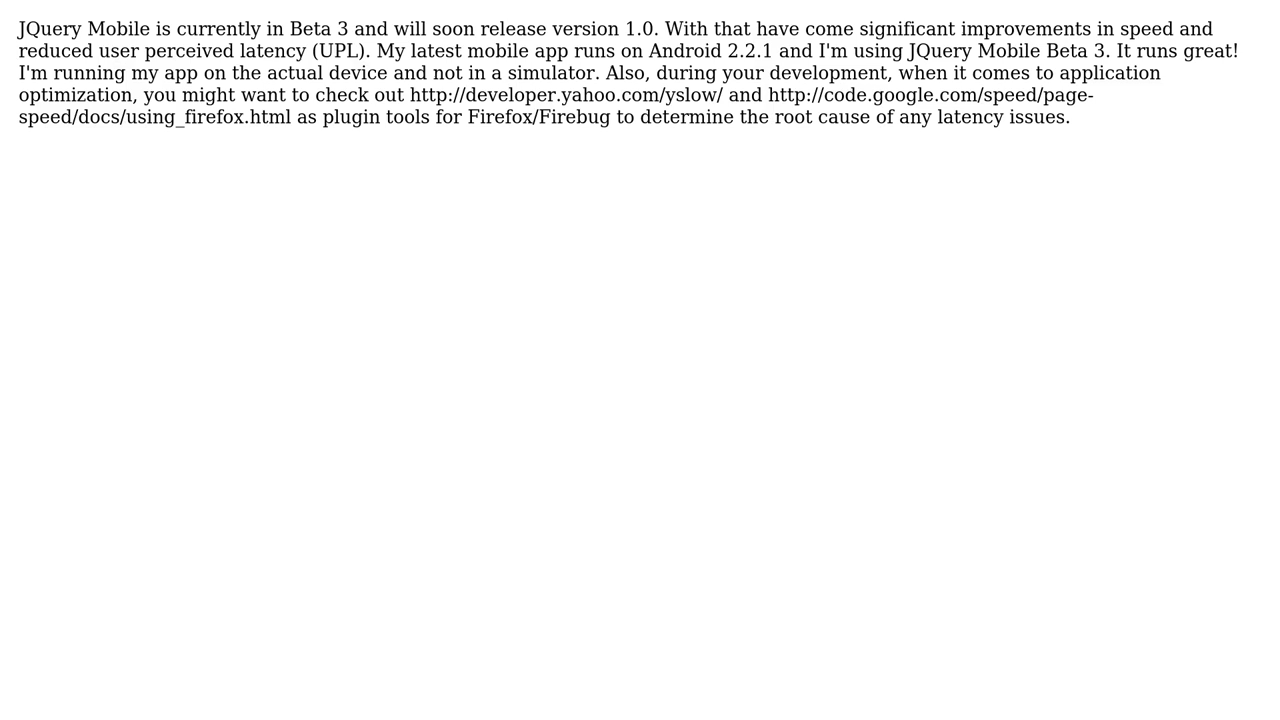 JQuery Mobile is currently in Beta 3 and will soon release version 1.0. With that have come significant improvements in speed and
reduced user perceived latency (UPL). My latest mobile app runs on Android 2.2.1 and I'm using JQuery Mobile Beta 3. It runs great!
I'm running my app on the actual device and not in a simulator. Also, during your development, when it comes to application
optimization, you might want to check out http://developer.yahoo.com/yslow/ and http://code.google.com/speed/page-
speed/docs/using_firefox.html as plugin tools for Firefox/Firebug to determine the root cause of any latency issues.